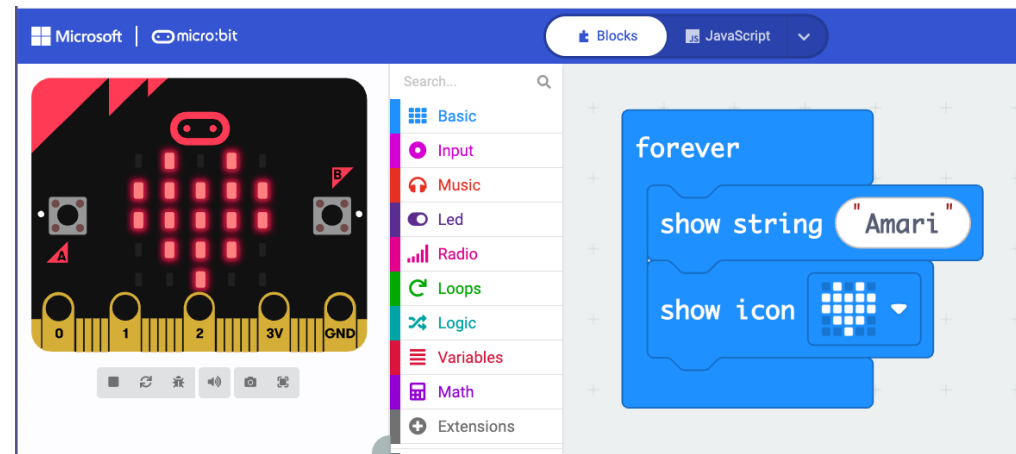 Microsoft micro:bit Blocks JS JavaScript
Search...
Basic
Input
Music
Led
Radio
Loops
Logic
Variables
Math
Extensions
A
B
0 1 2 3V GND
forever
show string "Amari"
show icon